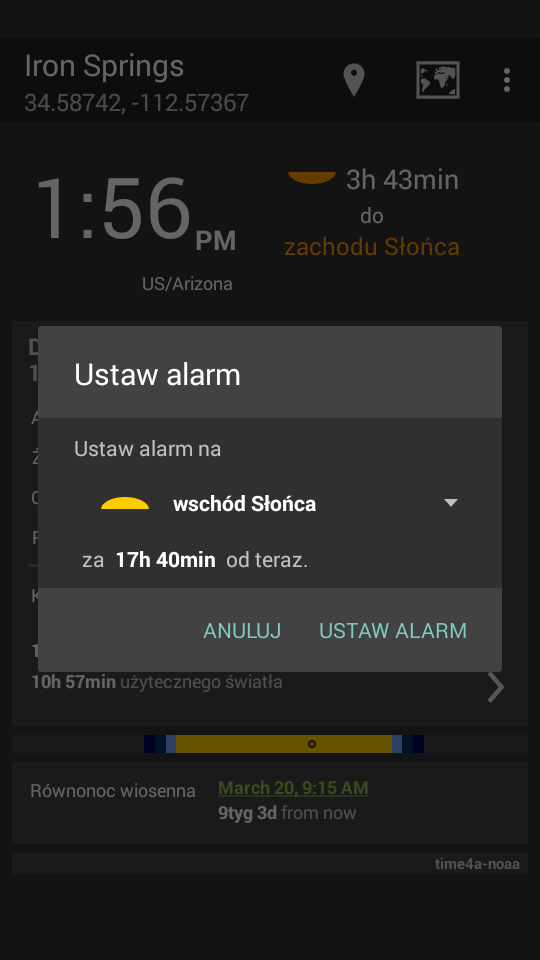 Iron Springs
34.58742, -112.57367
1:56 PM
3h 43min
do
zachodu Słońca
US/Arizona
Ustaw alarm
Ustaw alarm na
wschód Słońca
za 17h 40min od teraz.
ANULUJ USTAW ALARM
10h 57min użytecznego światła
Równonoc wiosenna
March 20, 9:15 AM
9tyg 3d from now
time4a-noaa